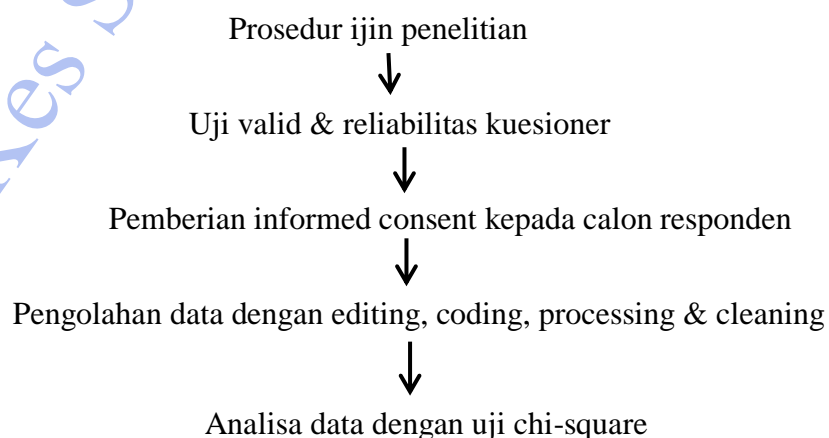 Prosedur ijin penelitian
Uji valid & reliabilitas kuesioner
Pemberian informed consent kepada calon responden
Pengolahan data dengan editing, coding, processing & cleaning
Analisa data dengan uji chi-square